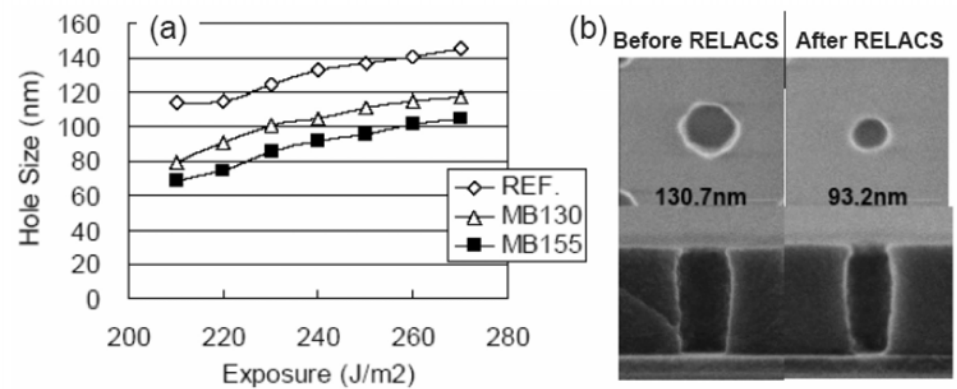 (a)
Hole Size (nm)
160
140
120
100
80
60
40
20
0
200 220 240 260 280
Exposure (J/m2)
REF.
MB130
MB155
(b)
Before RELACS After RELACS
130.7nm 93.2nm